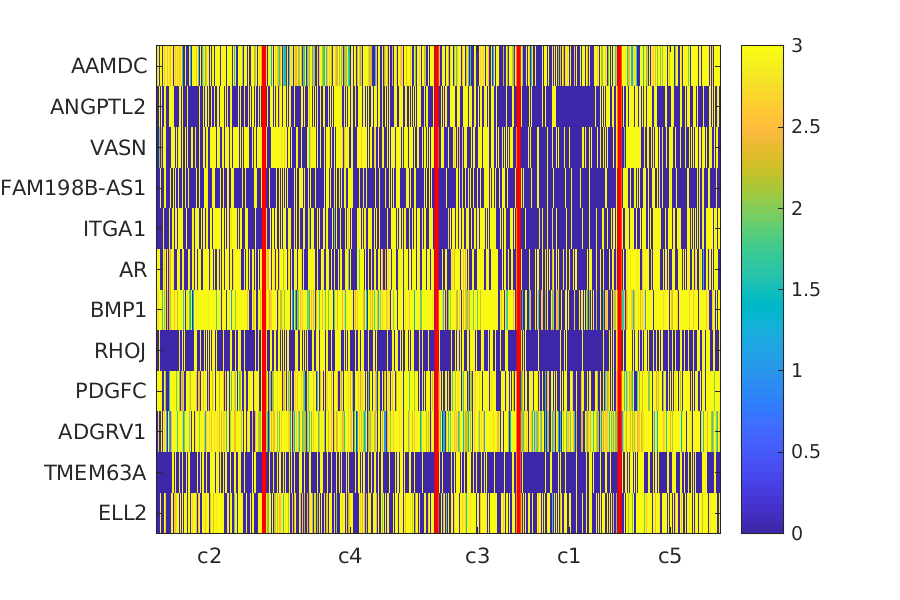 AAMDC
ANGPTL2
VASN
FAM198B-AS1
ITGA1
AR
BMP1
RHOJ
PDGFC
ADGRV1
TMEM63A
ELL2
c2 c4 c3 c1 c5
3
2.5
2
1.5
1
0.5
0